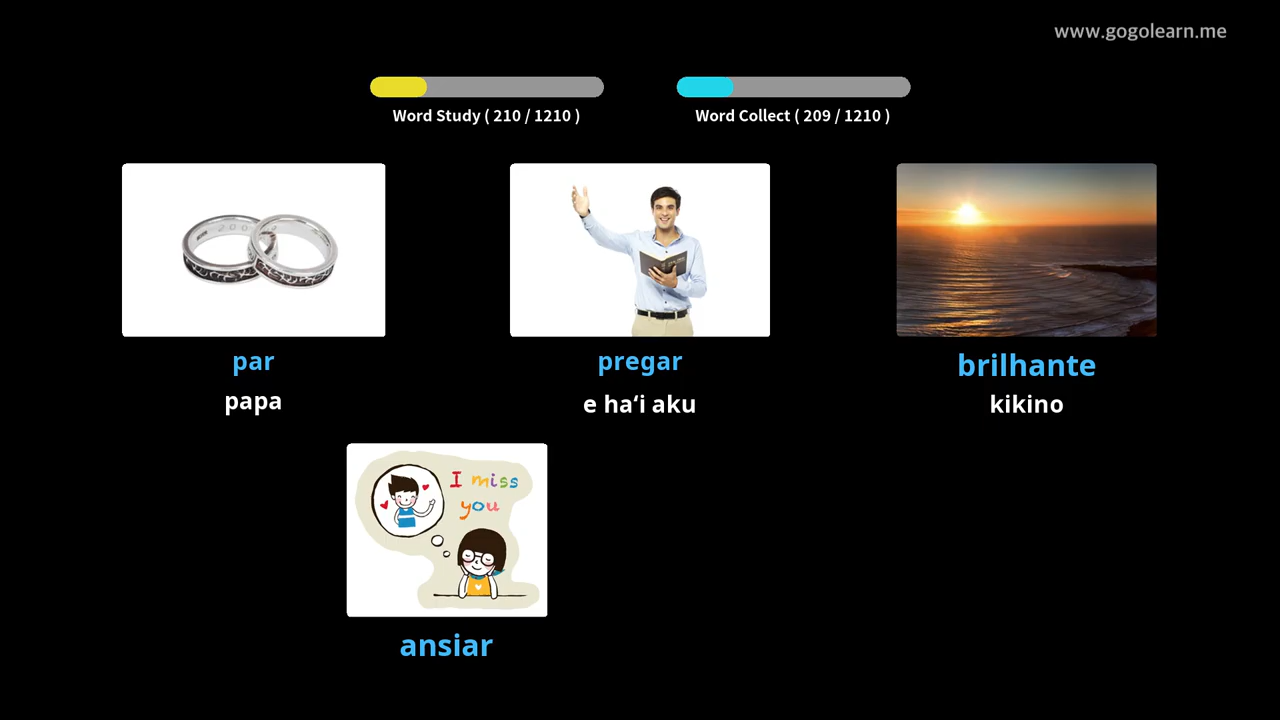 www.gogolearn.me
Word Study ( 210 / 1210 )
Word Collect ( 209 / 1210 )
par
papa
pregar
e haʻi aku
brilhante
kikino
I miss
you
ansiar